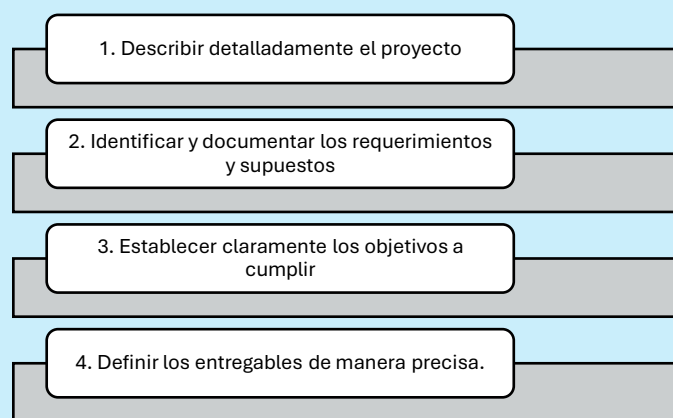 1. Describir detalladamente el proyecto
2. Identificar y documentar los requerimientos
y supuestos
3. Establecer claramente los objetivos a
cumplir
4. Definir los entregables de manera precisa.